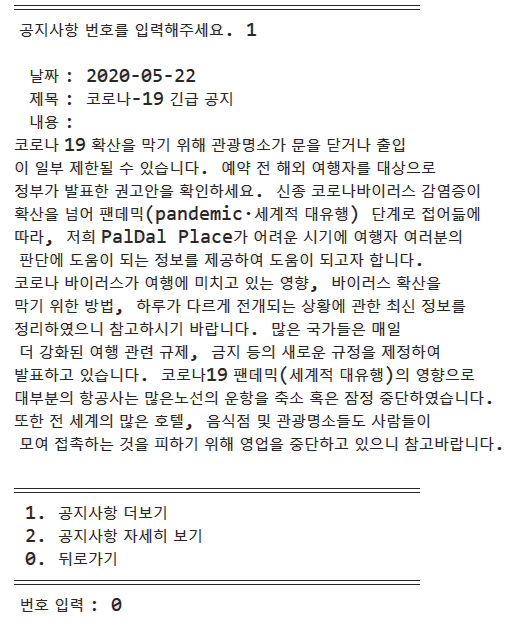 공지사항 번호를 입력해주세요. 1
날짜 : 2020-05-22
제목 : 코로나-19 긴급 공지
내용 :
코로나 19 확산을 막기 위해 관광명소가 문을 닫거나 출입
이 일부 제한될 수 있습니다. 예약 전 해외 여행자를 대상으로
정부가 발표한 권고안을 확인하세요. 신종 코로나바이러스 감염증이
확산을 넘어 팬데믹(pandemic·세계적 대유행) 단계로 접어듦에
따라, 저희 PalDal Place가 어려운 시기에 여행자 여러분의
판단에 도움이 되는 정보를 제공하여 도움이 되고자 합니다.
코로나 바이러스가 여행에 미치고 있는 영향, 바이러스 확산을
막기 위한 방법, 하루가 다르게 전개되는 상황에 관한 최신 정보를
정리하였으니 참고하시기 바랍니다. 많은 국가들은 매일
더 강화된 여행 관련 규제, 금지 등의 새로운 규정을 제정하여
발표하고 있습니다. 코로나19 팬데믹(세계적 대유행)의 영향으로
대부분의 항공사는 많은노선의 운항을 축소 혹은 잠정 중단하였습니다.
또한 전 세계의 많은 호텔, 음식점 및 관광명소들도 사람들이
모여 접촉하는 것을 피하기 위해 영업을 중단하고 있으니 참고바랍니다.
1. 공지사항 더보기
2. 공지사항 자세히 보기
0. 뒤로가기
번호 입력 : 0